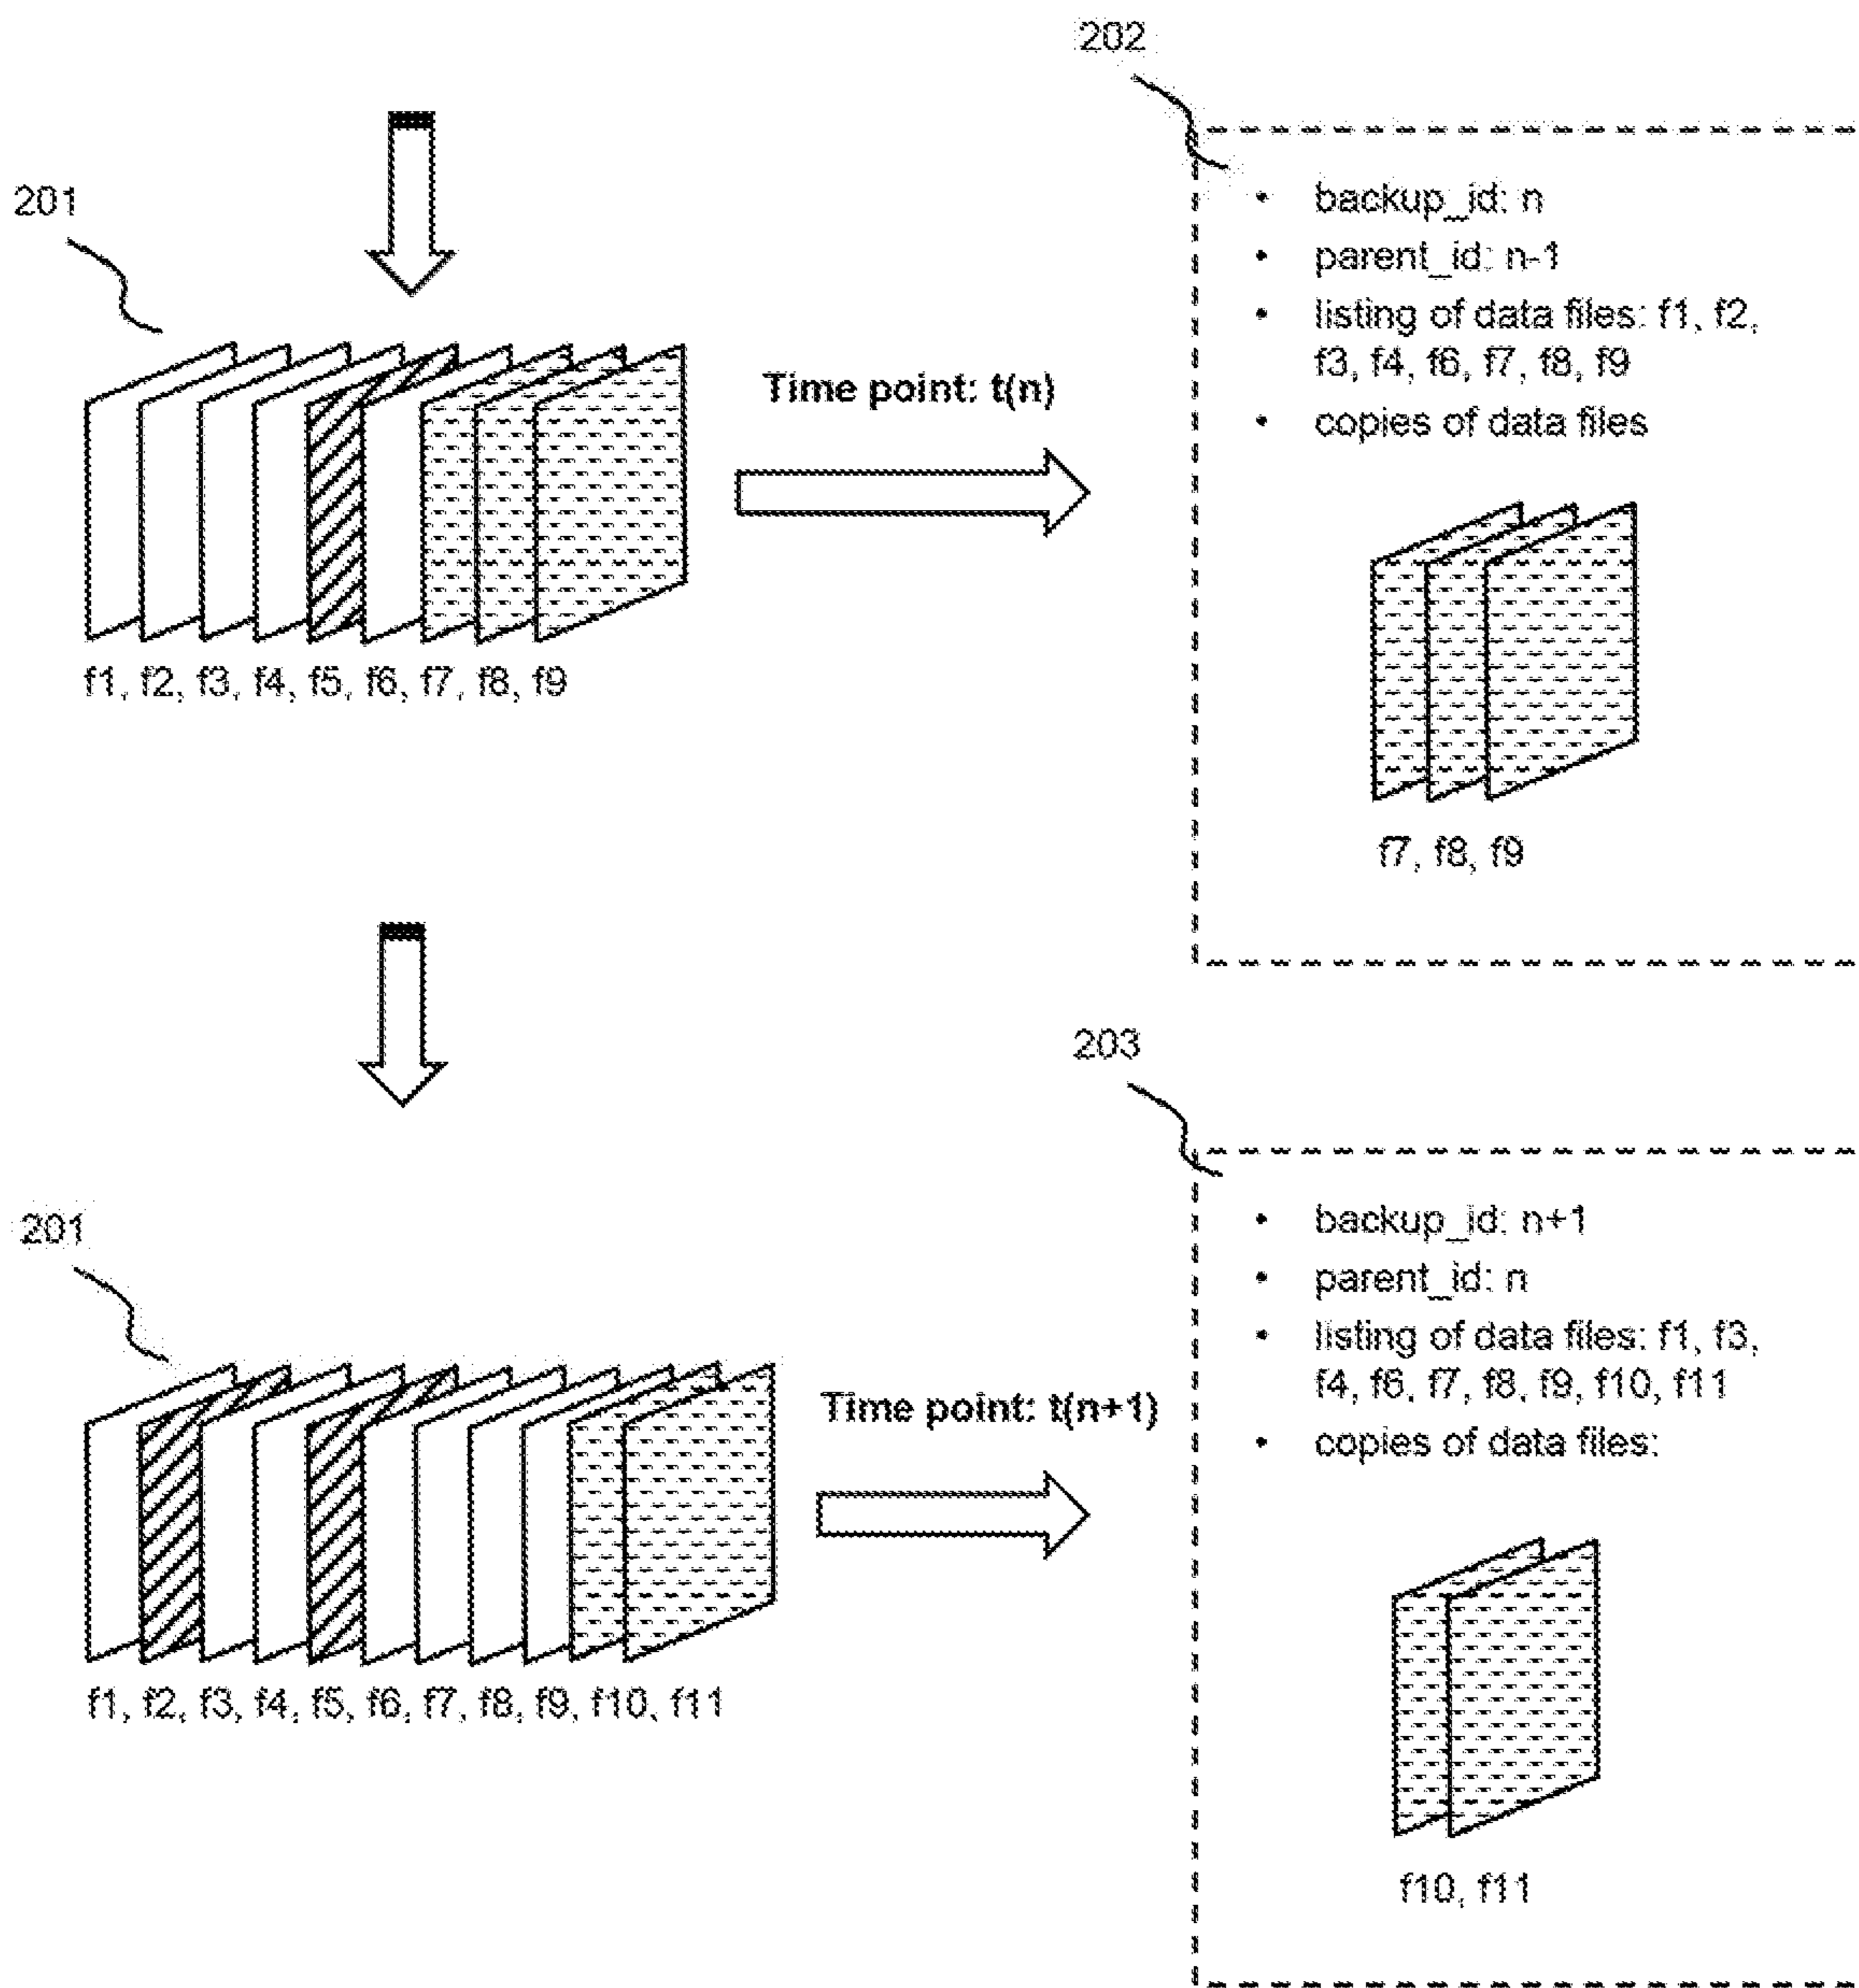 202
201
• backup_id: n
• parent_id: n-1
• listing of data files: f1, f2,
f3, f4, f6, f7, f8, f9
• copies of data files
Time point: t(n)
f1, f2, f3, f4, f5, f6, f7, f8, f9
f7, f8, f9
203
201
• backup_id: n+1
• parent_id: n
• listing of data files: f1, f3,
f4, f6, f7, f8, f9, f10, f11
• copies of data files:
Time point: t(n+1)
f1, f2, f3, f4, f5, f6, f7, f8, f9, f10, f11
f10, f11